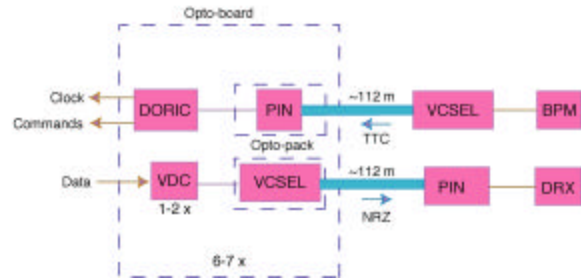 Opto-board
Clock
Commands
DORIC
PIN
~112 m
TTC
VCSEL
BPM
Opto-pack
Data
VDC
1-2 x
VCSEL
~112 m
NRZ
PIN
DRX
6-7 x